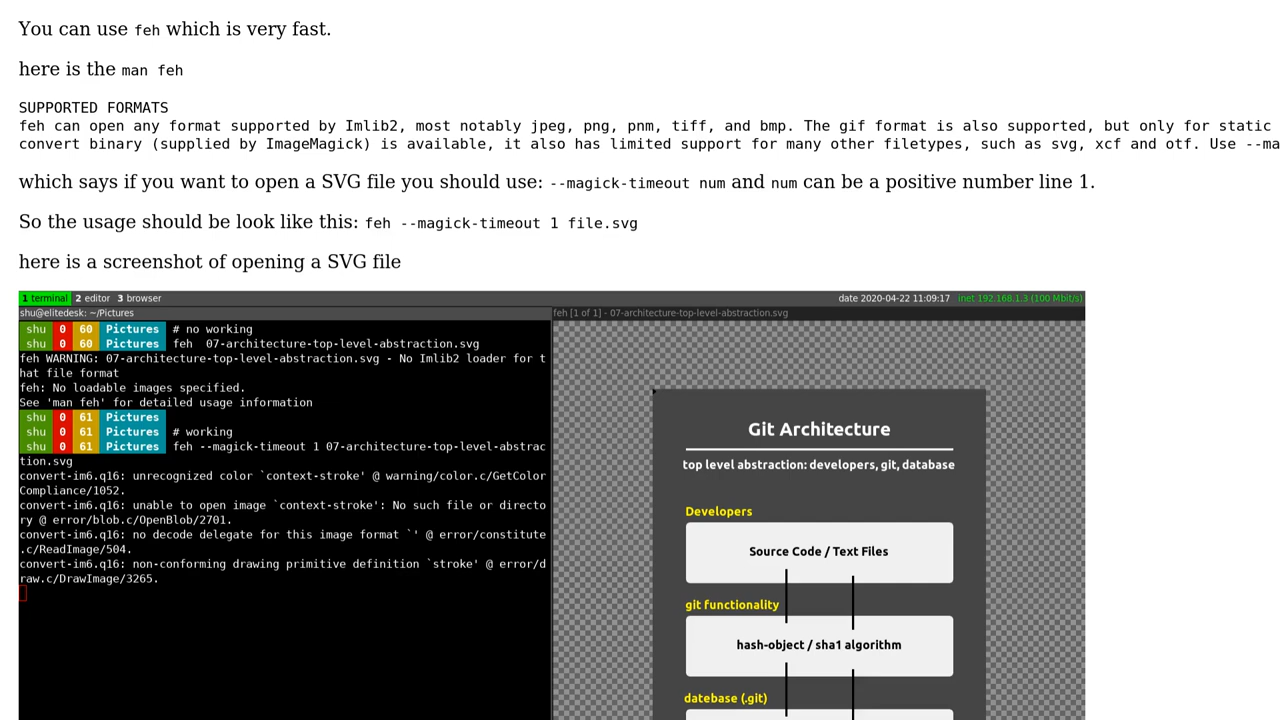 You can use feh which is very fast.
here is the man feh
SUPPORTED FORMATS
feh can open any format supported by Imlib2, most notably jpeg, png, pnm, tiff, and bmp. The gif format is also supported, but only for static
convert binary (supplied by ImageMagick) is available, it also has limited support for many other filetypes, such as svg, xcf and otf. Use --ma
which says if you want to open a SVG file you should use: --magick-timeout num and num can be a positive number line 1.
So the usage should be look like this: feh --magick-timeout 1 file.svg
here is a screenshot of opening a SVG file
1 terminal 2 editor 3 browser
date 2020-04-22 11:09:17 inet 192.168.1.3 (100 Mbit/s)
shu@elitedesk: ~/Pictures
shu 0 60 Pictures # no working
shu 0 60 Pictures feh 07-architecture-top-level-abstraction.svg
feh WARNING: 07-architecture-top-level-abstraction.svg - No Imlib2 loader for t
hat file format
feh: No loadable images specified.
See 'man feh' for detailed usage information
shu 0 61 Pictures
shu 0 61 Pictures # working
shu 0 61 Pictures feh --magick-timeout 1 07-architecture-top-level-abstrac
tion.svg
convert-im6.q16: unrecognized color `context-stroke' @ warning/color.c/GetColor
Compliance/1052.
convert-im6.q16: unable to open image `context-stroke': No such file or directo
ry @ error/blob.c/OpenBlob/2701.
convert-im6.q16: no decode delegate for this image format `' @ error/constitute
.c/ReadImage/504.
convert-im6.q16: non-conforming drawing primitive definition `stroke' @ error/d
raw.c/DrawImage/3265.
feh [1 of 1] - 07-architecture-top-level-abstraction.svg
Git Architecture
top level abstraction: developers, git, database
Developers
Source Code / Text Files
git functionality
hash-object / sha1 algorithm
datebase (.git)